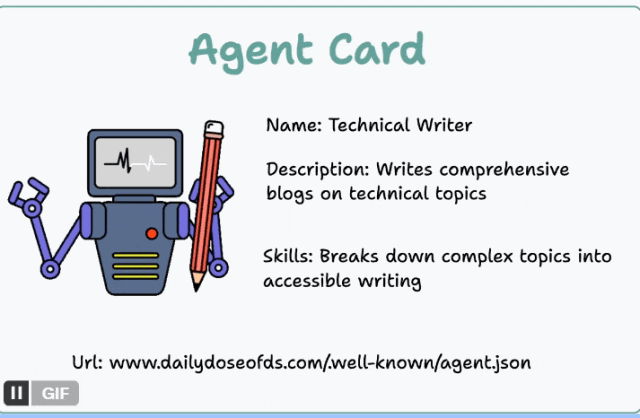 Agent Card
Name: Technical Writer
Description: Writes comprehensive
blogs on technical topics
Skills: Breaks down complex topics into
accessible writing
Url: www.dailydoseofds.com/.well-known/agent.json
GIF